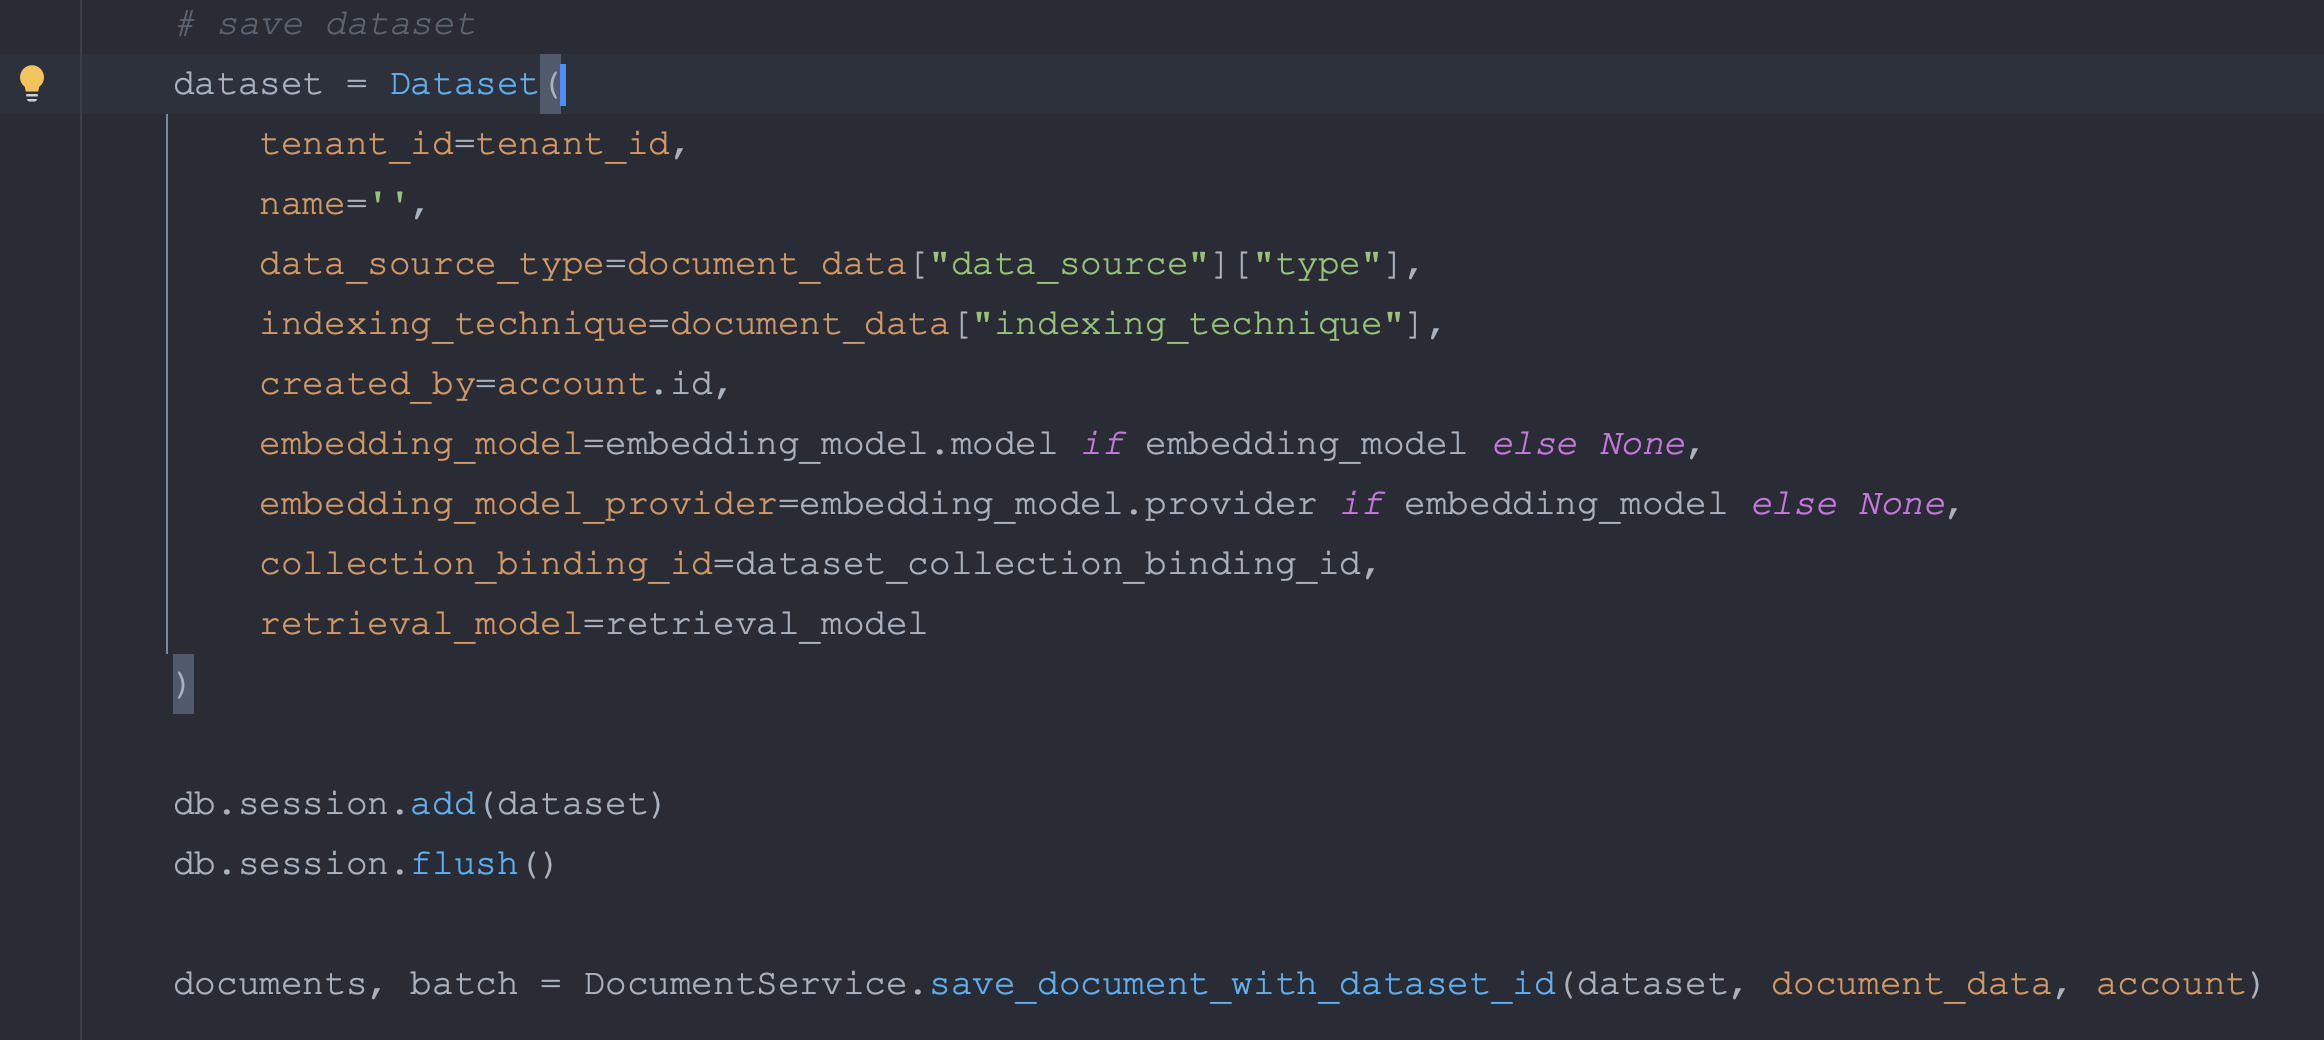 # save dataset
dataset = Dataset(
    tenant_id=tenant_id,
    name='',
    data_source_type=document_data["data_source"]["type"],
    indexing_technique=document_data["indexing_technique"],
    created_by=account.id,
    embedding_model=embedding_model.model if embedding_model else None,
    embedding_model_provider=embedding_model.provider if embedding_model else None,
    collection_binding_id=dataset_collection_binding_id,
    retrieval_model=retrieval_model
)
db.session.add(dataset)
db.session.flush()
documents, batch = DocumentService.save_document_with_dataset_id(dataset, document_data, account)